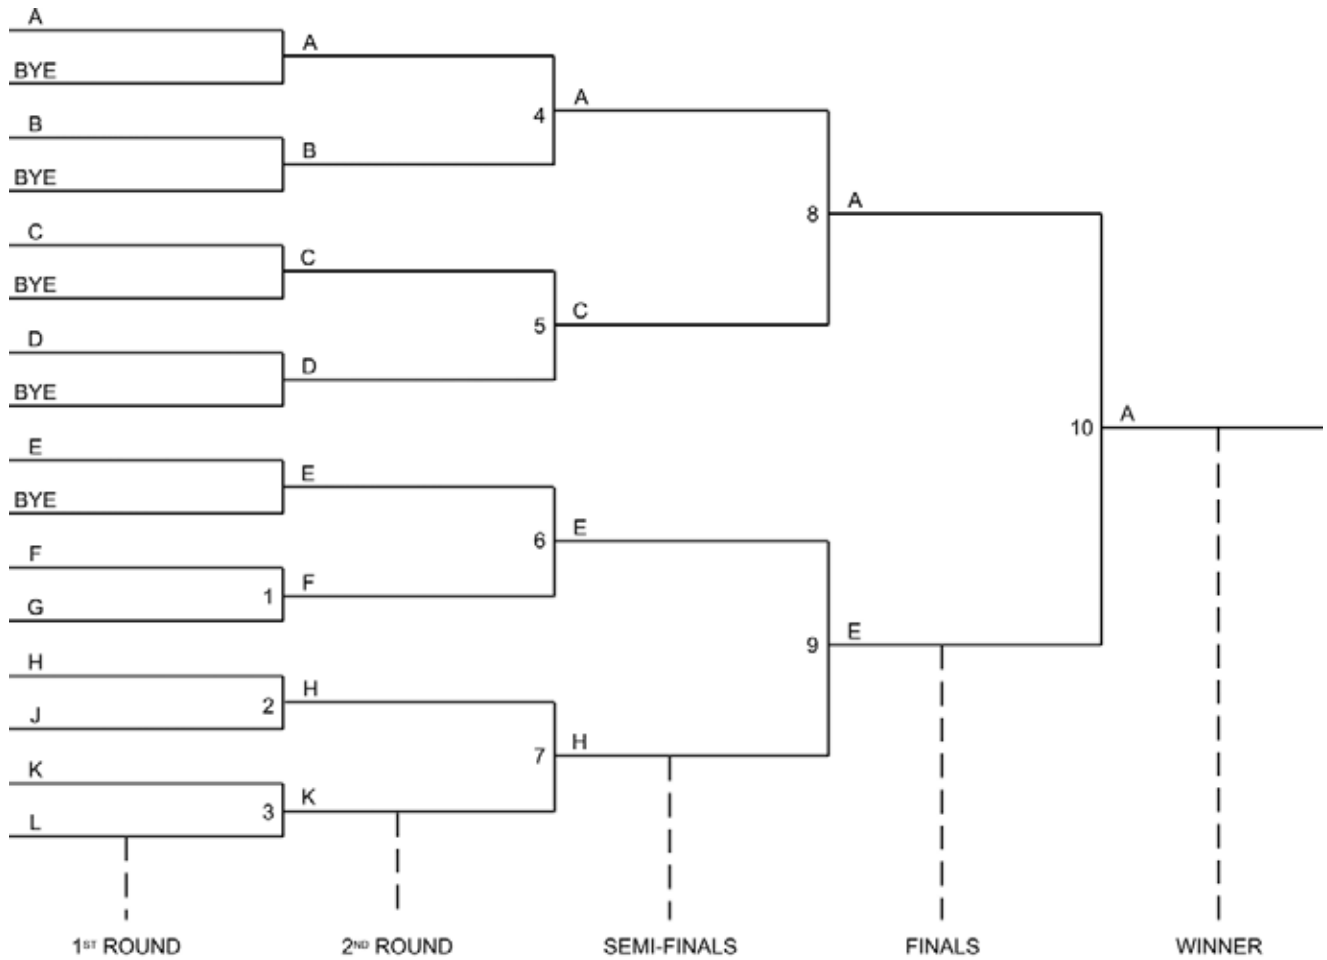 A
BYE
B
BYE
C
BYE
D
BYE
E
BYE
F
G
1
H
J
2
K
L
3
A
B
4
C
D
5
E
F
6
H
K
7
A
C
8
E
H
9
A
E
10
A
1ST ROUND
2ND ROUND
SEMI-FINALS
FINALS
WINNER